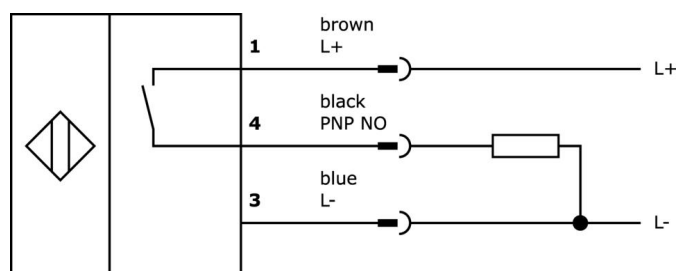 brown
1 L+
L+
black
4 PNP NO
blue
3 L-
L-